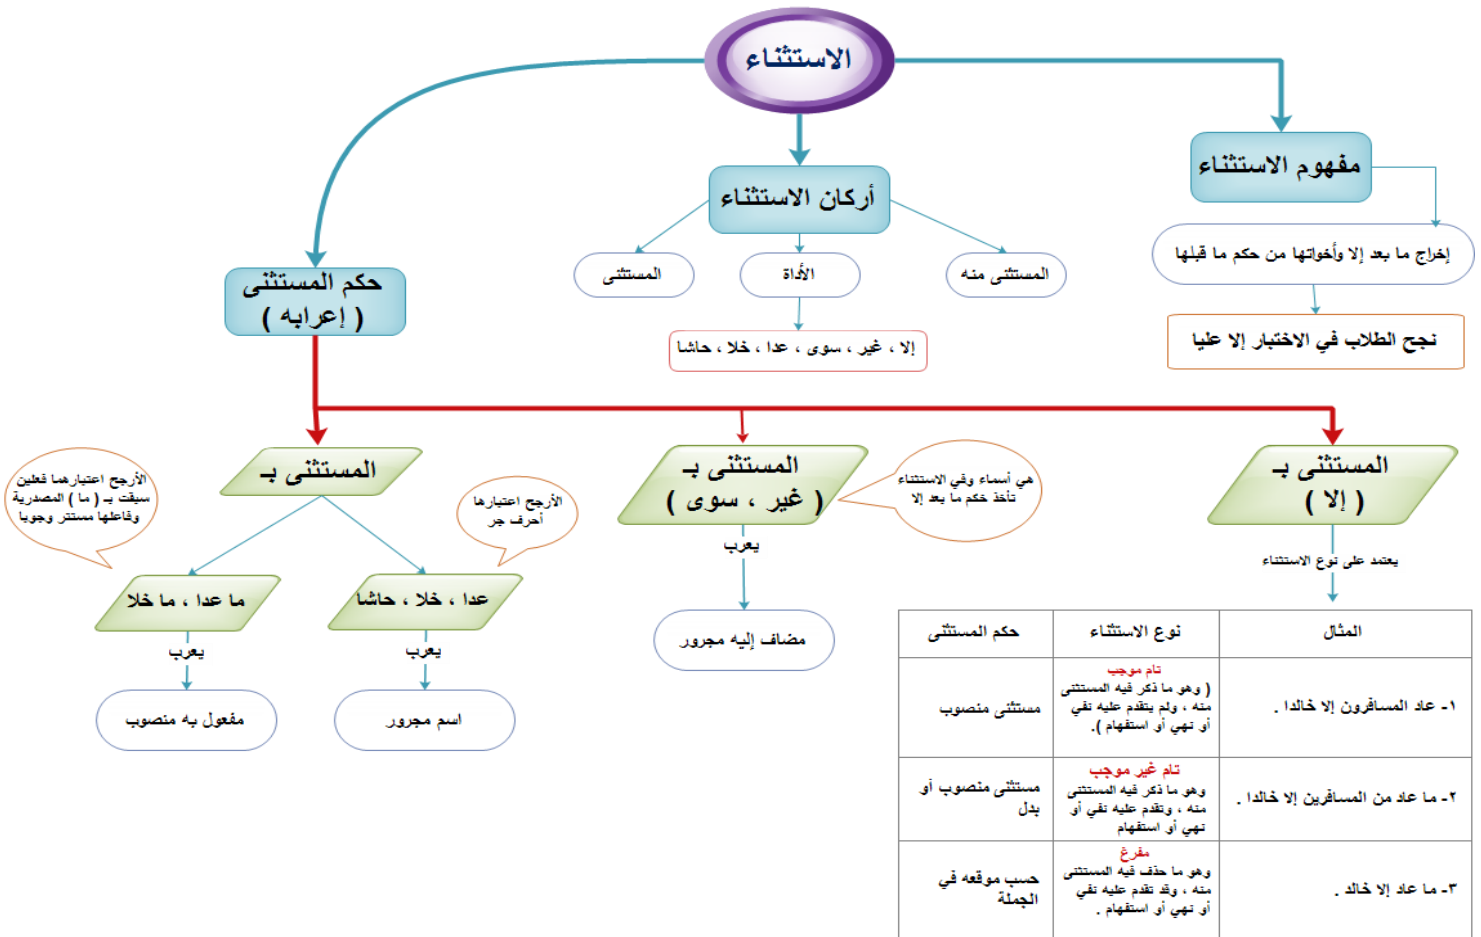 الاستثناء
مفهوم الاستثناء
إخراج ما بعد إلا وأخواتها من حكم ما قبلها
نجح الطلاب في الاختبار إلا عليا
أركان الاستثناء
المستثنى منه
الأداة
المستثنى
إلا ، غير ، سوى ، عدا ، خلا ، حاشا
حكم المستثنى
( إعرابه )
المستثنى بـ
( إلا )
يعتمد على نوع الاستثناء
المثال
نوع الاستثناء
حكم المستثنى
١- عاد المسافرون إلا خالدا .
تام موجب
( وهو ما ذكر فيه المستثنى
منه ، ولم يتقدم عليه نفي
أو نهي أو استفهام ).
مستثنى منصوب
٢- ما عاد من المسافرين إلا خالدا .
تام غير موجب
وهو ما ذكر فيه المستثنى
منه ، وتقدم عليه نفي أو
نهي أو استفهام
مستثنى منصوب أو
بدل
٣- ما عاد إلا خالد .
مفرغ
وهو ما حذف فيه المستثنى
منه ، وقد تقدم عليه نفي
أو نهي أو استفهام .
حسب موقعه في
الجملة
المستثنى بـ
( غير ، سوى )
هي أسماء وفي الاستثناء
تأخذ حكم ما بعد إلا
يعرب
مضاف إليه مجرور
المستثنى بـ
الأرجح اعتبارها
أحرف جر
عدا ، خلا ، حاشا
يعرب
اسم مجرور
الأرجح اعتبارهما فعلين
سبقت بـ ( ما ) المصدرية
وفاعلها مستتر وجوبا
ما عدا ، ما خلا
يعرب
مفعول به منصوب